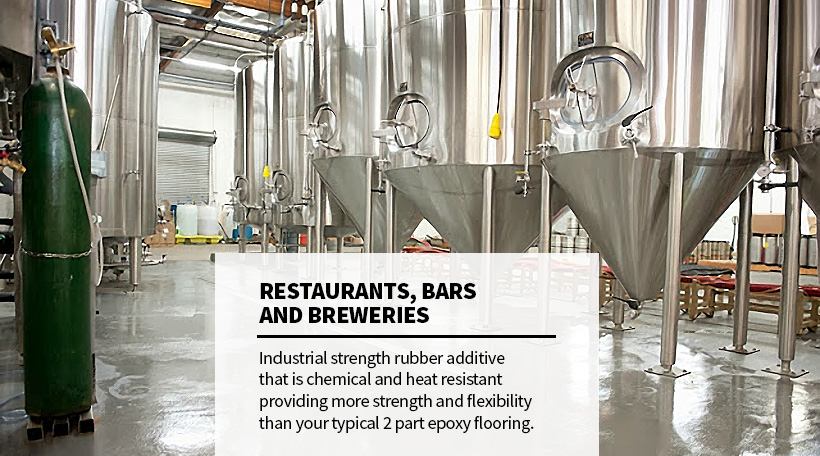 RESTAURANTS, BARS
AND BREWERIES
Industrial strength rubber additive
that is chemical and heat resistant
providing more strength and flexibility
than your typical 2 part epoxy flooring.